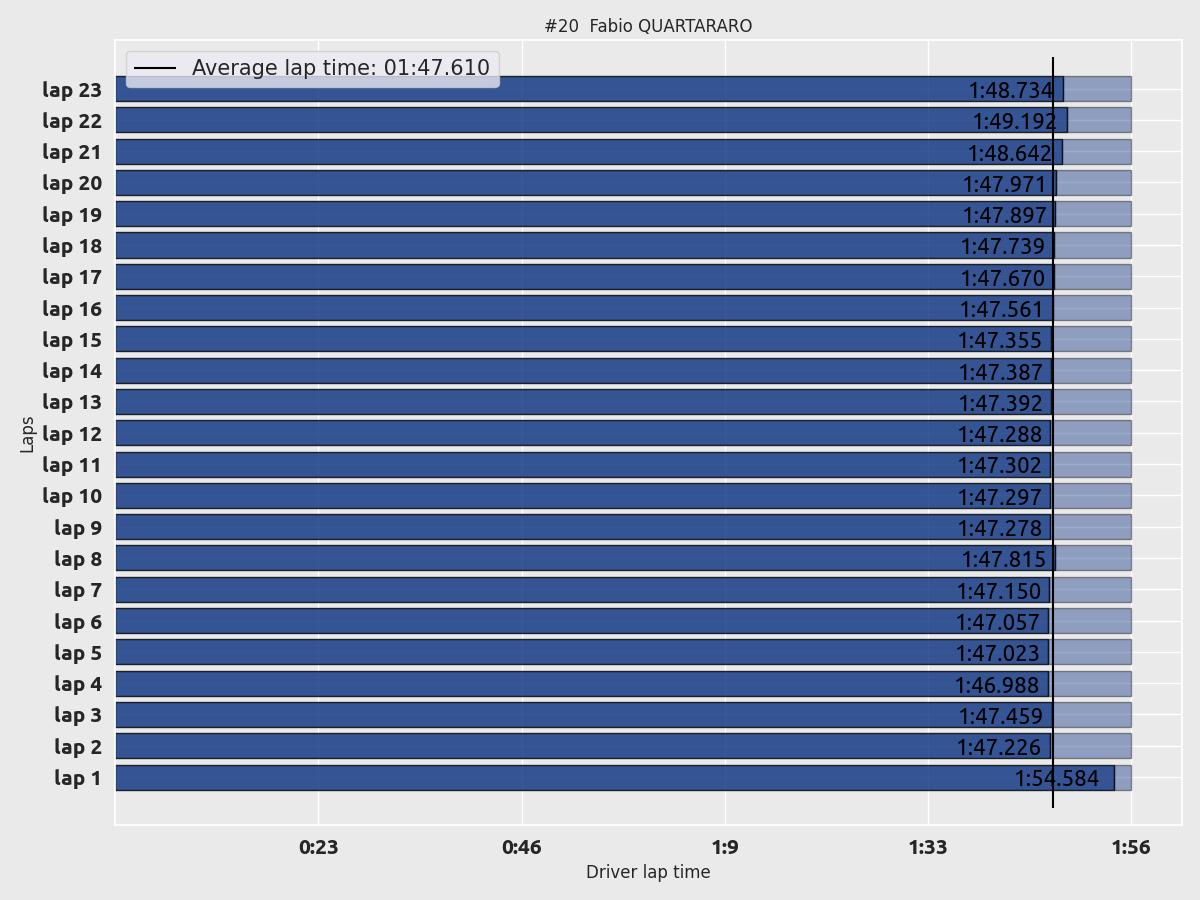 #20  Fabio QUARTARARO
Average lap time: 01:47.610
lap 23 1:48.734
lap 22 1:49.192
lap 21 1:48.642
lap 20 1:47.971
lap 19 1:47.897
lap 18 1:47.739
lap 17 1:47.670
lap 16 1:47.561
lap 15 1:47.355
lap 14 1:47.387
lap 13 1:47.392
lap 12 1:47.288
lap 11 1:47.302
lap 10 1:47.297
lap 9 1:47.278
lap 8 1:47.815
lap 7 1:47.150
lap 6 1:47.057
lap 5 1:47.023
lap 4 1:46.988
lap 3 1:47.459
lap 2 1:47.226
lap 1 1:54.584
Laps
0:23 0:46 1:9 1:33 1:56
Driver lap time